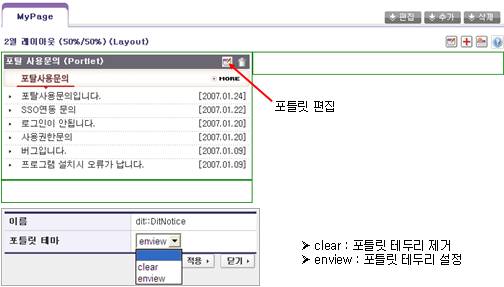 MyPage
편집 추가 삭제
2열 레이아웃 (50%/50%) (Layout)
포탈 사용문의 (Portlet)
포탈사용문의 MORE
포탈사용문의입니다. [2007.01.24]
SSO연동 문의 [2007.01.22]
로그인이 안됩니다. [2007.01.20]
사용권한문의 [2007.01.20]
버그입니다. [2007.01.09]
프로그램 설치시 오류가 납니다. [2007.01.09]
포틀릿 편집
이름 dit::DitNotice
포틀릿 테마 enview
clear
enview
적용 닫기
➢ clear : 포틀릿 테두리 제거
➢ enview : 포틀릿 테두리 설정